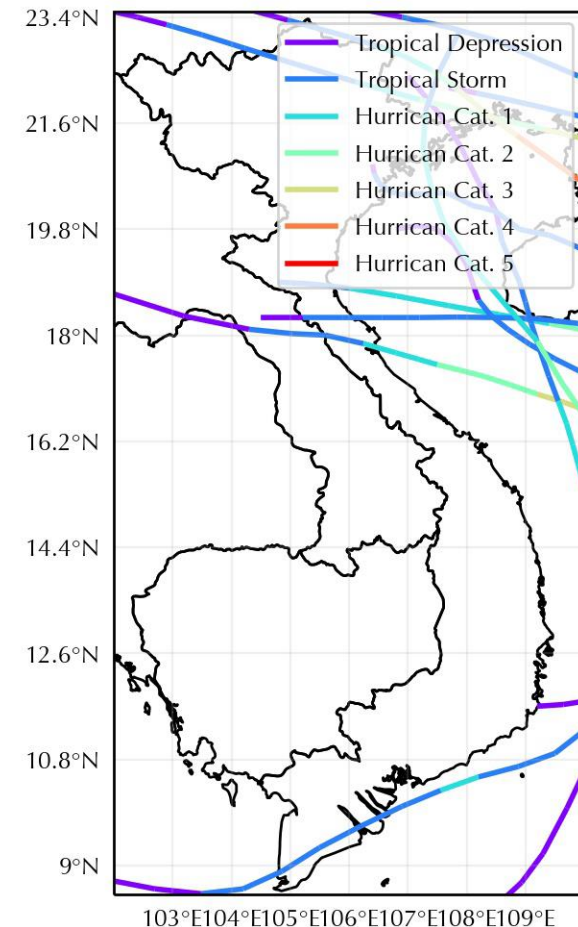 23.4°N
Tropical Depression
Tropical Storm
21.6°N
Hurrican Cat. 1
Hurrican Cat. 2
Hurrican Cat. 3
19.8°N
Hurrican Cat. 4
Hurrican Cat. 5
18°N
16.2°N
14.4°N
12.6°N
10.8°N
9°N
103°E104°E105°E106°E107°E108°E109°E